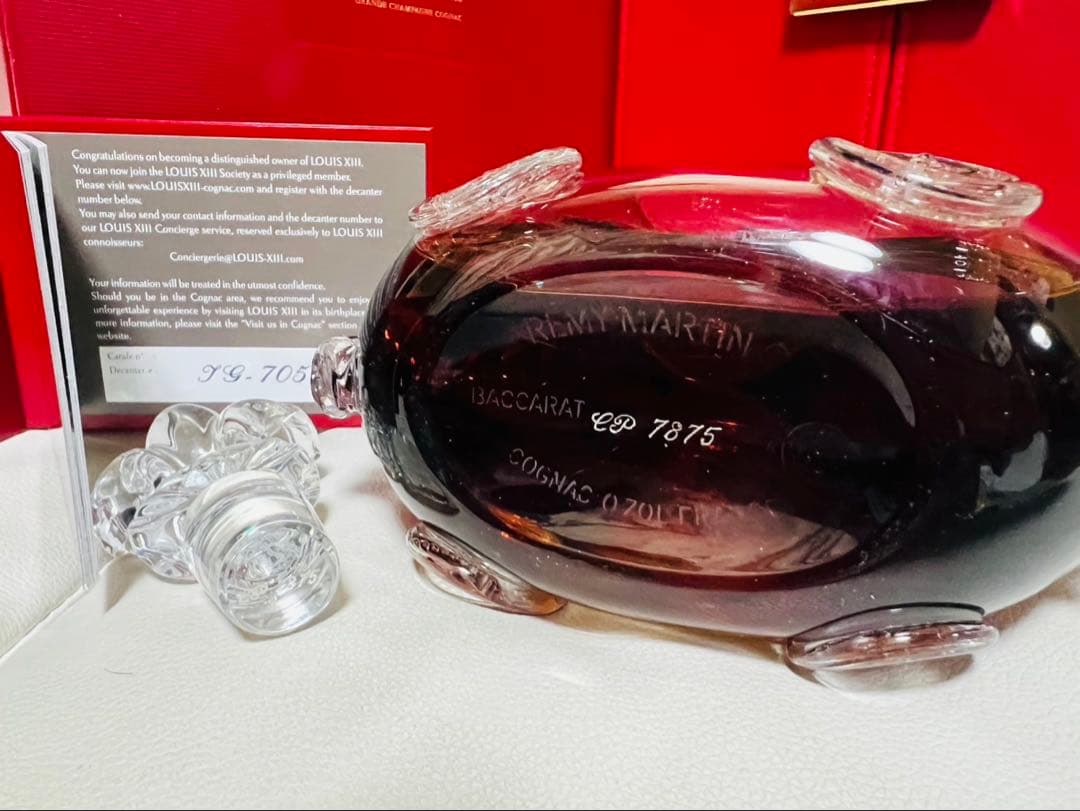 GRANDE CHAMPAGNE COGNAC
Congratulations on becoming a distinguished owner of LOUIS XIII.
You can now join the LOUIS XIII Society as a privileged member.
Please visit www.LOUISXIII-cognac.com and register with the decanter
number below.
You may also send your contact information and the decanter number to
our LOUIS XIII Concierge service, reserved exclusively to LOUIS XIII
connoisseurs:
Conciergerie@LOUIS-XIII.com
Your information will be treated in the utmost confidence.
Should you be in the Cognac area, we recommend you to enjoy
unforgettable experience by visiting LOUIS XIII in its birthplace
more information, please visit the "Visit us in Cognac" section
website.
Carafe n°
Decanter
JG-705
REMY MARTIN
BACCARAT CP 7875
COGNAC